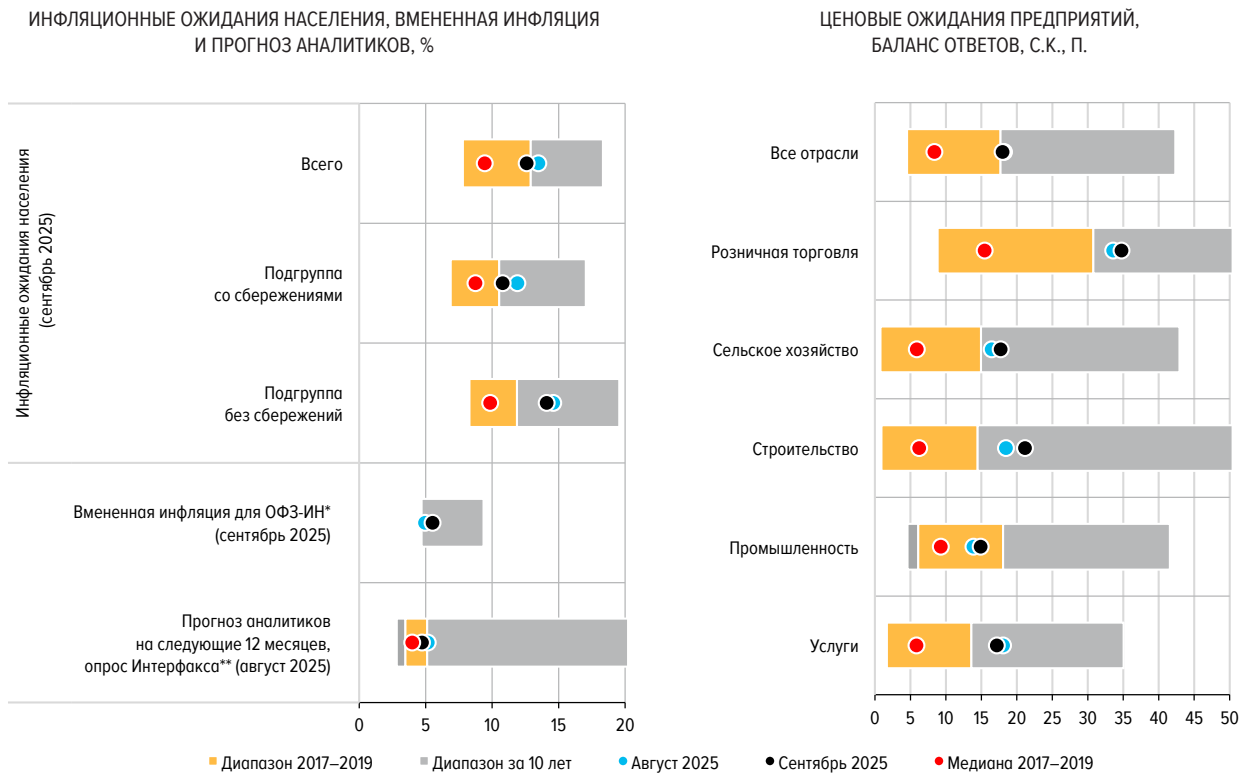 ИНФЛЯЦИОННЫЕ ОЖИДАНИЯ НАСЕЛЕНИЯ, ВМЕНЕННАЯ ИНФЛЯЦИЯ
И ПРОГНОЗ АНАЛИТИКОВ, %
Инфляционные ожидания населения
(сентябрь 2025)
Всего
Подгруппа
со сбережениями
Подгруппа
без сбережений
Вмененная инфляция для ОФЗ-ИН*
(сентябрь 2025)
Прогноз аналитиков
на следующие 12 месяцев,
опрос Интерфакса** (август 2025)
0 5 10 15 20
ЦЕНОВЫЕ ОЖИДАНИЯ ПРЕДПРИЯТИЙ,
БАЛАНС ОТВЕТОВ, С.К., П.
Все отрасли
Розничная торговля
Сельское хозяйство
Строительство
Промышленность
Услуги
0 5 10 15 20 25 30 35 40 45 50
Диапазон 2017–2019 Диапазон за 10 лет Август 2025 Сентябрь 2025 Медиана 2017–2019